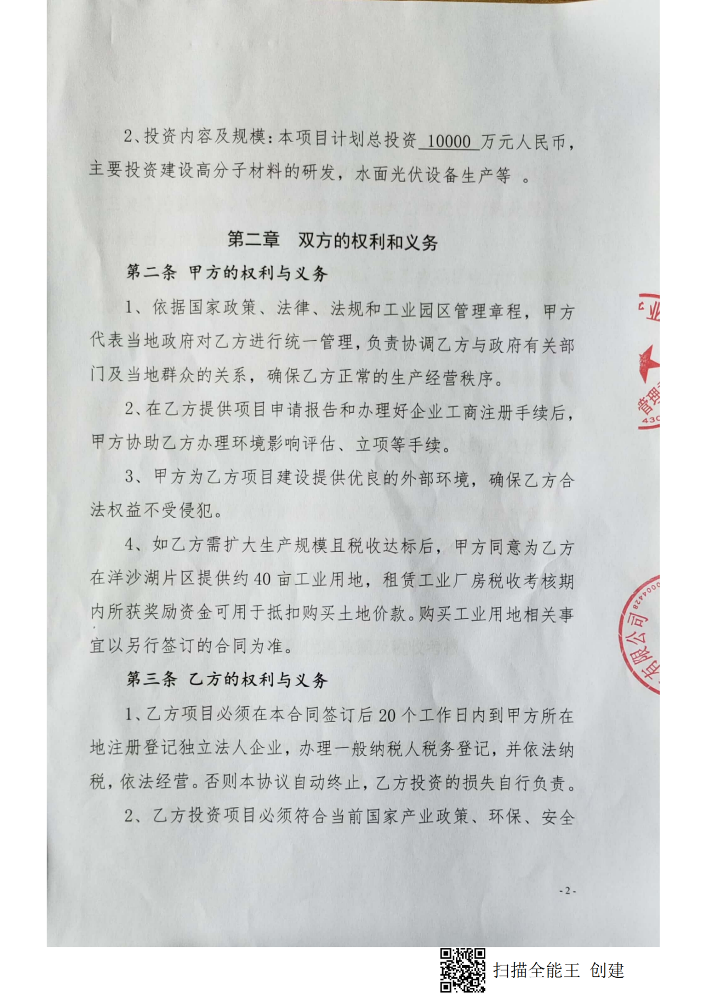 2、投资内容及规模：本项目计划总投资 10000 万元人民币，
主要投资建设高分子材料的研发，水面光伏设备生产等 。
第二章 双方的权利和义务
第二条 甲方的权利与义务
1、依据国家政策、法律、法规和工业园区管理章程，甲方
代表当地政府对乙方进行统一管理，负责协调乙方与政府有关部
门及当地群众的关系，确保乙方正常的生产经营秩序。
2、在乙方提供项目申请报告和办理好企业工商注册手续后，
甲方协助乙方办理环境影响评估、立项等手续。
3、甲方为乙方项目建设提供优良的外部环境，确保乙方合
法权益不受侵犯。
4、如乙方需扩大生产规模且税收达标后，甲方同意为乙方
在洋沙湖片区提供约 40 亩工业用地，租赁工业厂房税收考核期
内所获奖励资金可用于抵扣购买土地价款。购买工业用地相关事
宜以另行签订的合同为准。
第三条 乙方的权利与义务
1、乙方项目必须在本合同签订后 20 个工作日内到甲方所在
地注册登记独立法人企业，办理一般纳税人税务登记，并依法纳
税，依法经营。否则本协议自动终止，乙方投资的损失自行负责。
2、乙方投资项目必须符合当前国家产业政策、环保、安全
管理
430
0004428
有限公司
- 2 -
扫描全能王 创建